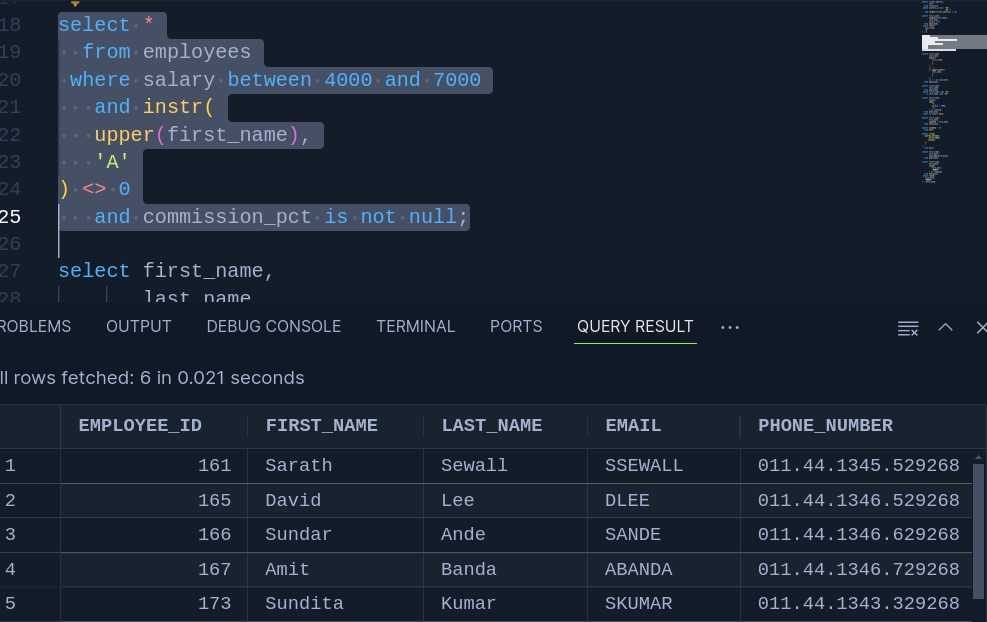 18 select *
19 from employees
20 where salary between 4000 and 7000
21 and instr(
22 upper(first_name),
23 'A'
24 ) <> 0
25 and commission_pct is not null;
26
27 select first_name,
28 last_name
ROBLEMS OUTPUT DEBUG CONSOLE TERMINAL PORTS QUERY RESULT ...
ll rows fetched: 6 in 0.021 seconds
EMPLOYEE_ID FIRST_NAME LAST_NAME EMAIL PHONE_NUMBER
1 161 Sarath Sewall SSEWALL 011.44.1345.529268
2 165 David Lee DLEE 011.44.1346.529268
3 166 Sundar Ande SANDE 011.44.1346.629268
4 167 Amit Banda ABANDA 011.44.1346.729268
5 173 Sundita Kumar SKUMAR 011.44.1343.329268